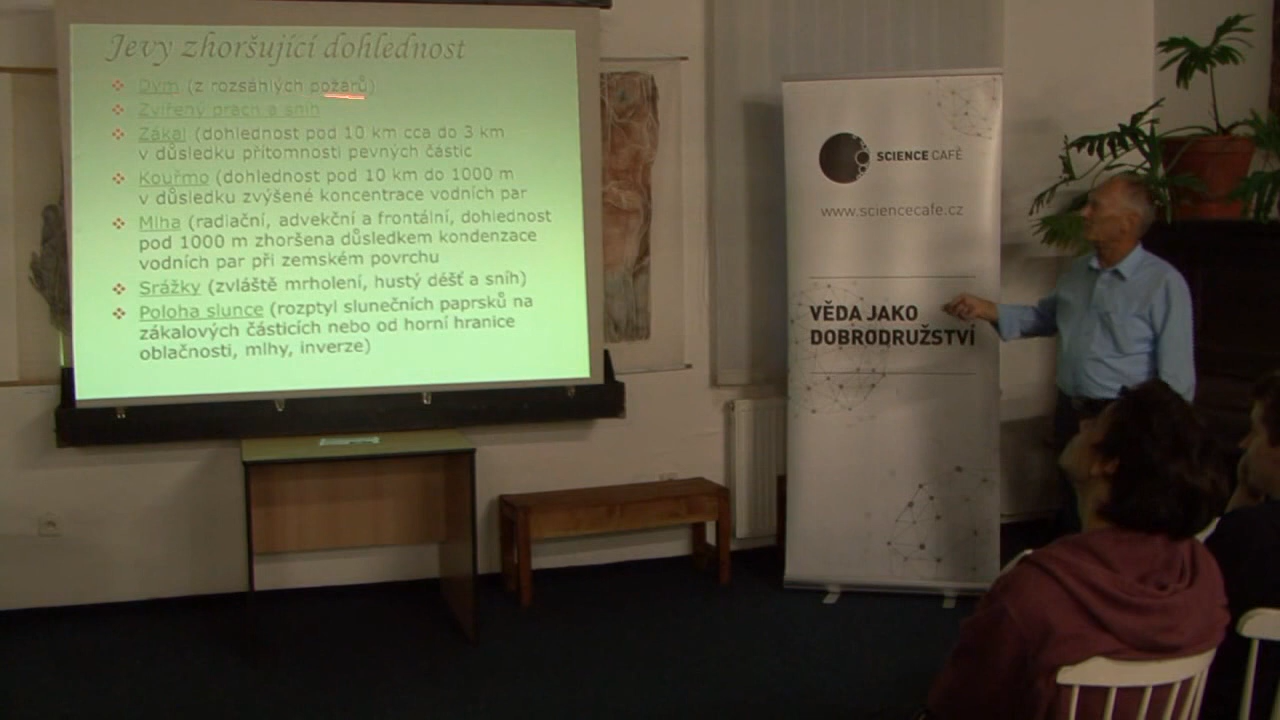 Jevy zhoršující dohlednost
Dým (z rozsáhlých požárů)
Zvířený prach a sníh
Zákal (dohlednost pod 10 km cca do 3 km
v důsledku přítomnosti pevných částic
Kouřmo (dohlednost pod 10 km do 1000 m
v důsledku zvýšené koncentrace vodních par
Mlha (radiační, advekční a frontální, dohlednost
pod 1000 m zhoršena důsledkem kondenzace
vodních par při zemském povrchu
Srážky (zvláště mrholení, hustý déšť a sníh)
Poloha slunce (rozptyl slunečních paprsků na
zákalových částicích nebo od horní hranice
oblačnosti, mlhy, inverze)
SCIENCE CAFÉ
www.sciencecafe.cz
VĚDA JAKO
DOBRODRUŽSTVÍ